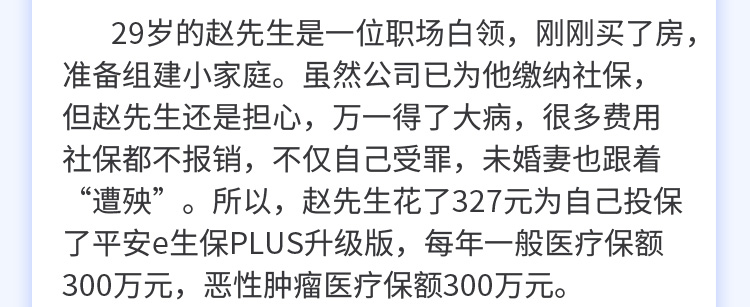 29岁的赵先生是一位职场白领，刚刚买了房，
准备组建小家庭。虽然公司已为他缴纳社保，
但赵先生还是担心，万一得了大病，很多费用
社保都不报销，不仅自己受罪，未婚妻也跟着
“遭殃”。所以，赵先生花了327元为自己投保
了平安e生保PLUS升级版，每年一般医疗保额
300万元，恶性肿瘤医疗保额300万元。